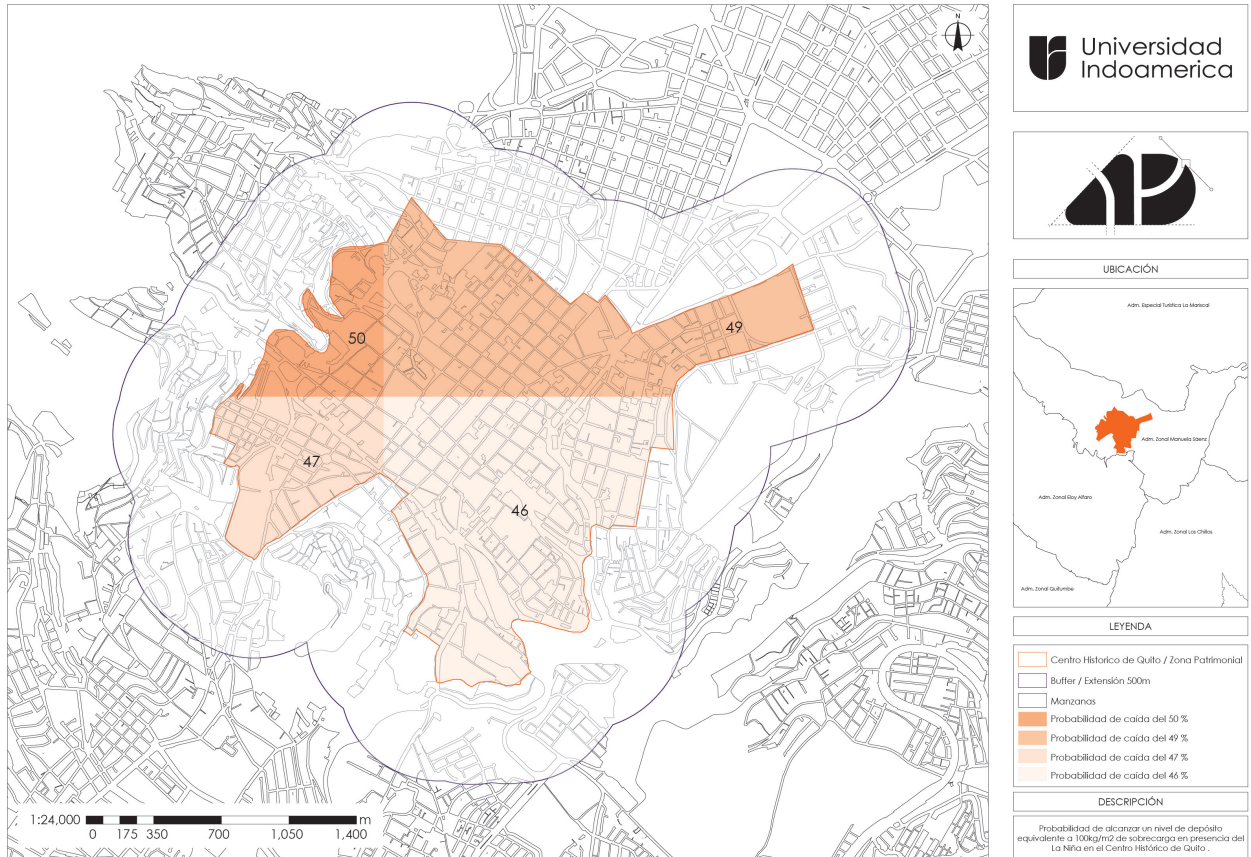 N
50
49
47
46
1:24,000
0 175 350 700 1,050 1,400 m
Universidad
Indoamerica
UBICACIÓN
Adm. Especial Turistica La Mariscal
Adm. Zonal Manuela Sáenz
Adm. Zonal Eloy Alfaro
Adm. Zonal Los Chillos
Adm. Zonal Quitumbe
LEYENDA
Centro Historico de Quito / Zona Patrimonial
Buffer / Extensión 500m
Manzanas
Probabilidad de caída del 50 %
Probabilidad de caída del 49 %
Probabilidad de caída del 47 %
Probabilidad de caída del 46 %
DESCRIPCIÓN
Probabilidad de alcanzar un nivel de depósito
equivalente a 100kg/m2 de sobrecarga en presencia del
La Niña en el Centro Histórico de Quito .